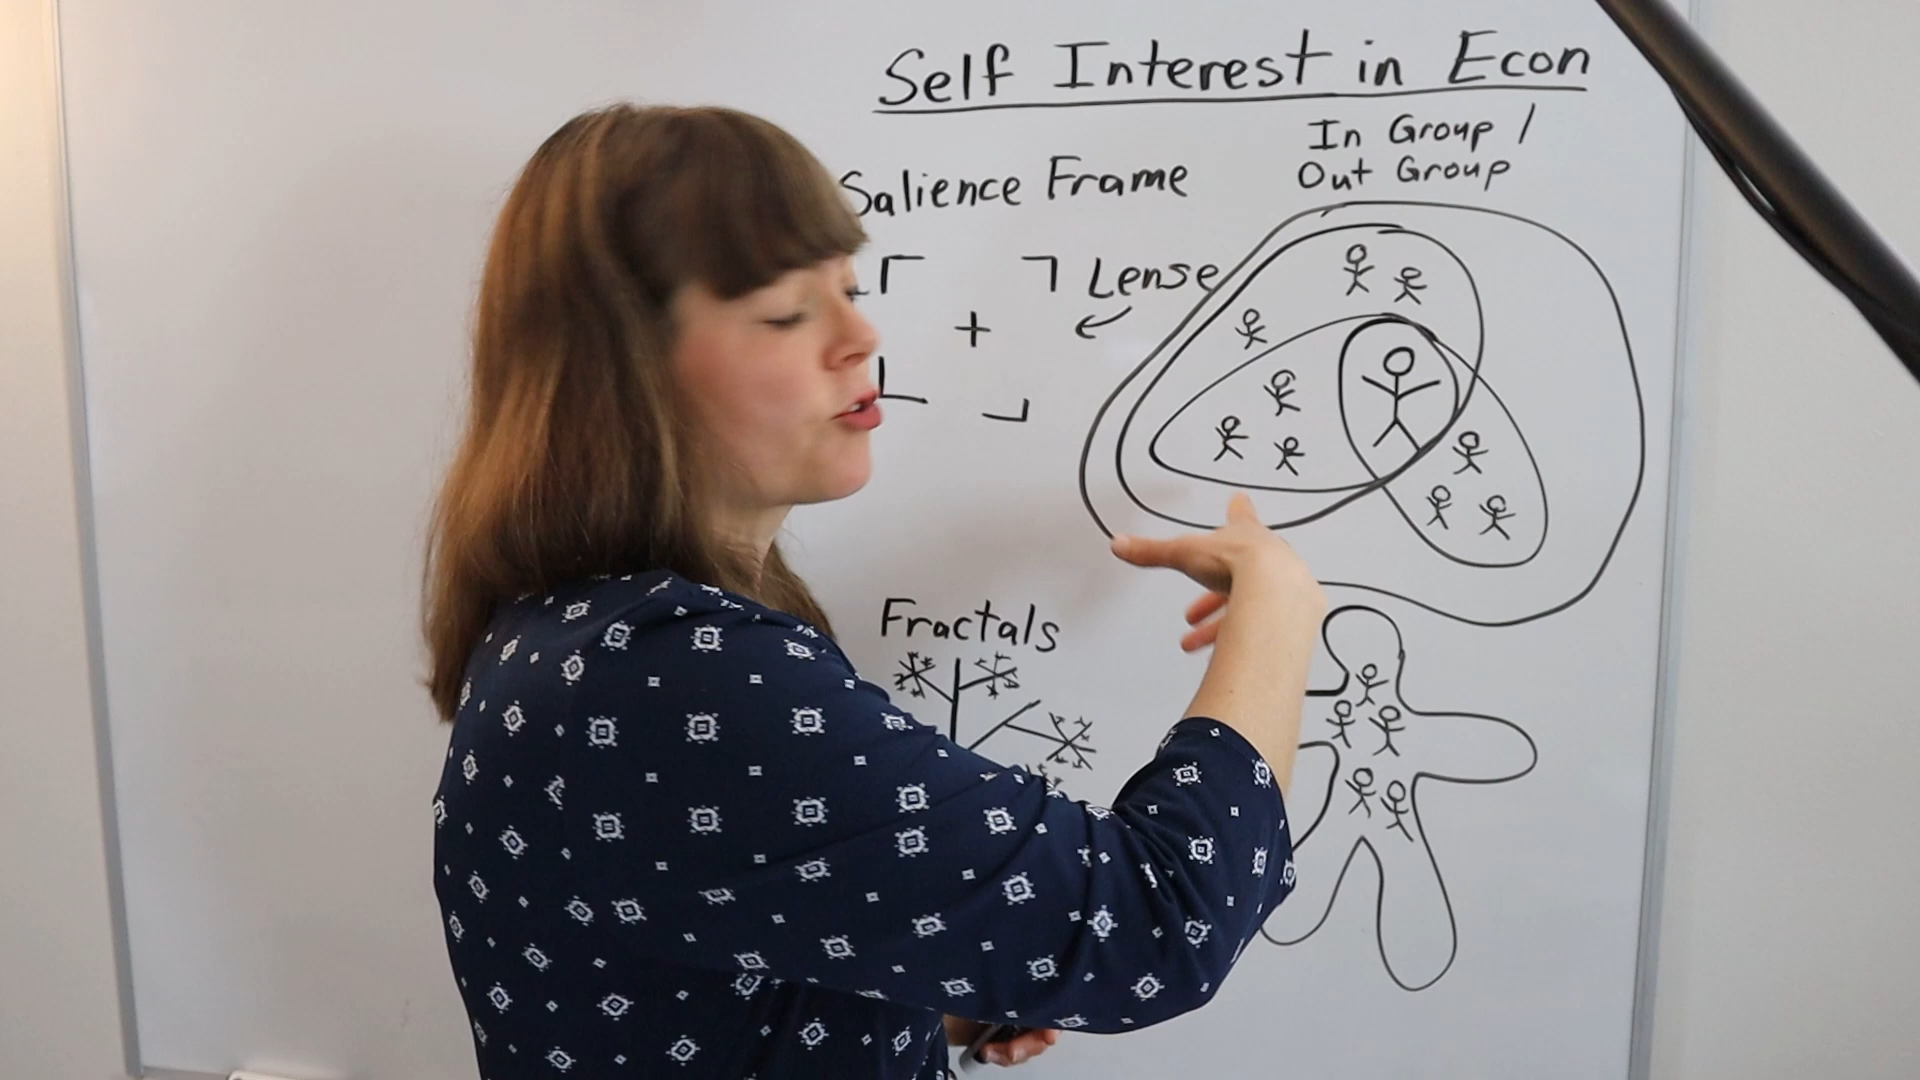 Self Interest in Econ
In Group /
Out Group
Salience Frame
Lense
+
Fractals